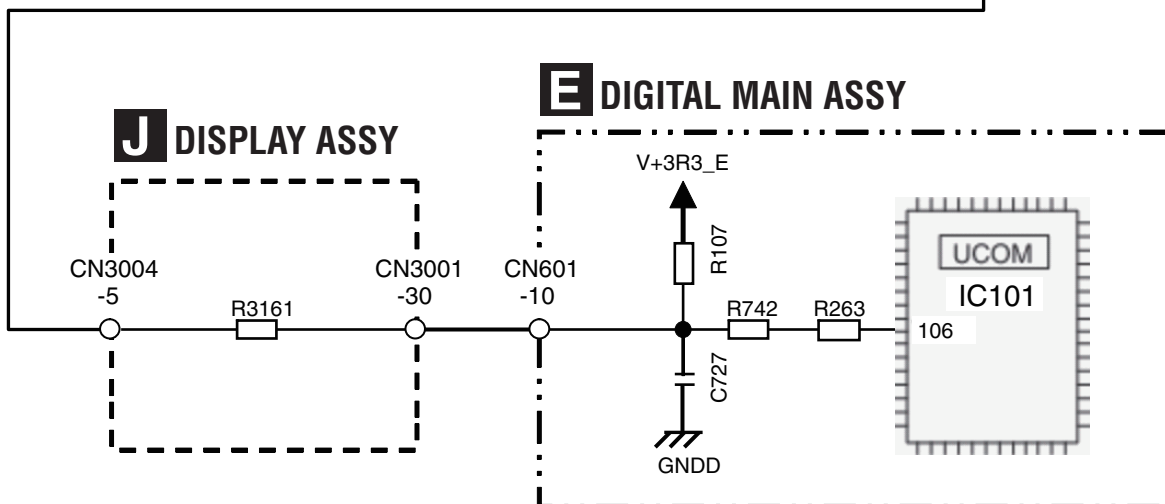 E DIGITAL MAIN ASSY
J DISPLAY ASSY
V+3R3_E
R107
UCOM
IC101
CN3004
-5
CN3001
-30
CN601
-10
R3161
R742
R263
106
C727
GNDD